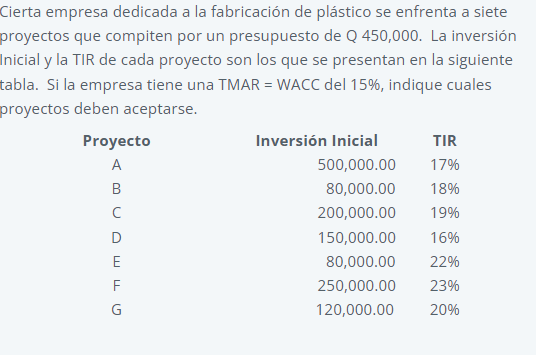 Cierta empresa dedicada a la fabricación de plástico se enfrenta a siete
proyectos que compiten por un presupuesto de Q 450,000. La inversión
Inicial y la TIR de cada proyecto son los que se presentan en la siguiente
tabla. Si la empresa tiene una TMAR = WACC del 15%, indique cuales
proyectos deben aceptarse.
Proyecto Inversión Inicial TIR
A 500,000.00 17%
B 80,000.00 18%
C 200,000.00 19%
D 150,000.00 16%
E 80,000.00 22%
F 250,000.00 23%
G 120,000.00 20%